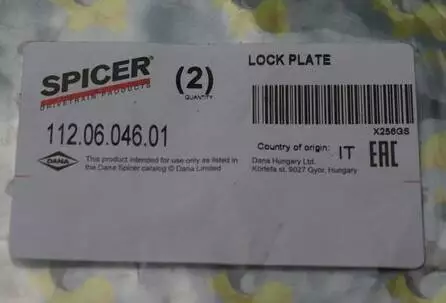 SPICER®
DRIVETRAIN PRODUCTS
(2)
QUANTITY
LOCK PLATE
112.06.046.01
X256GS
DANA
This product intended for use only as listed in
the Dana Spicer catalog © Dana Limited
Country of origin: IT
Dana Hungary Ltd.
Kortefa st. 9027 Gyor, Hungary
EAC